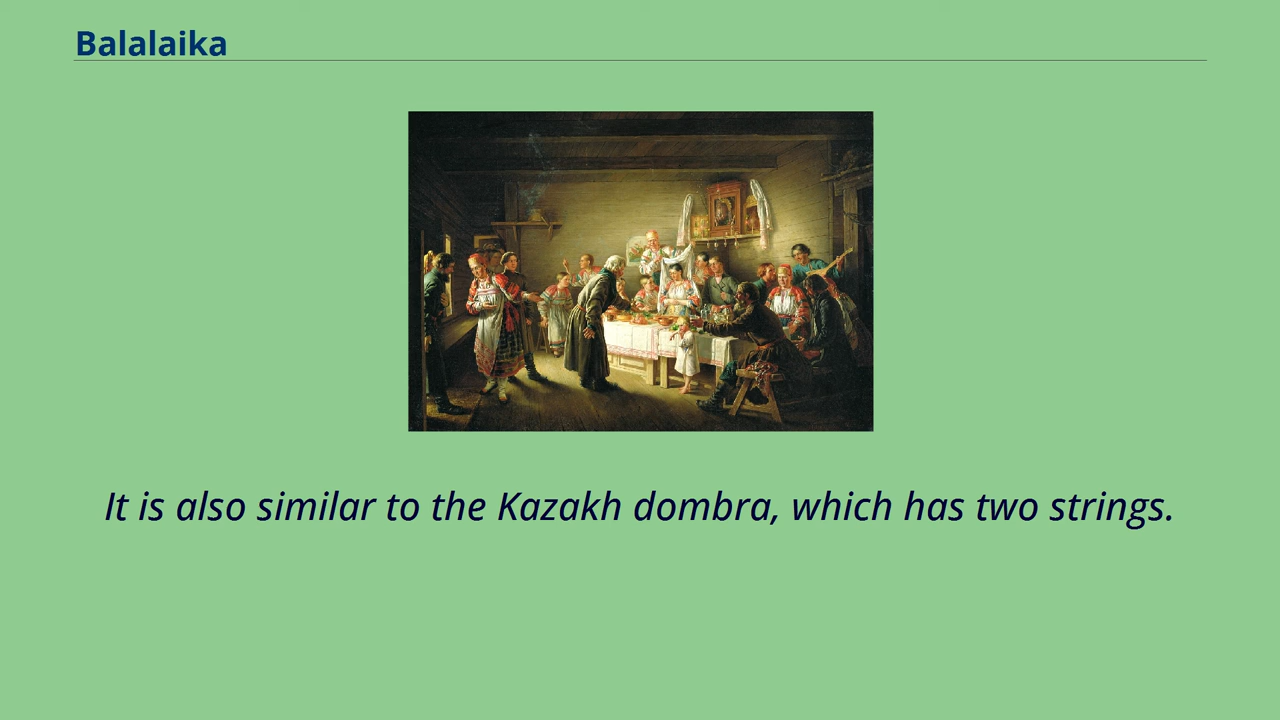 Balalaika
It is also similar to the Kazakh dombra, which has two strings.